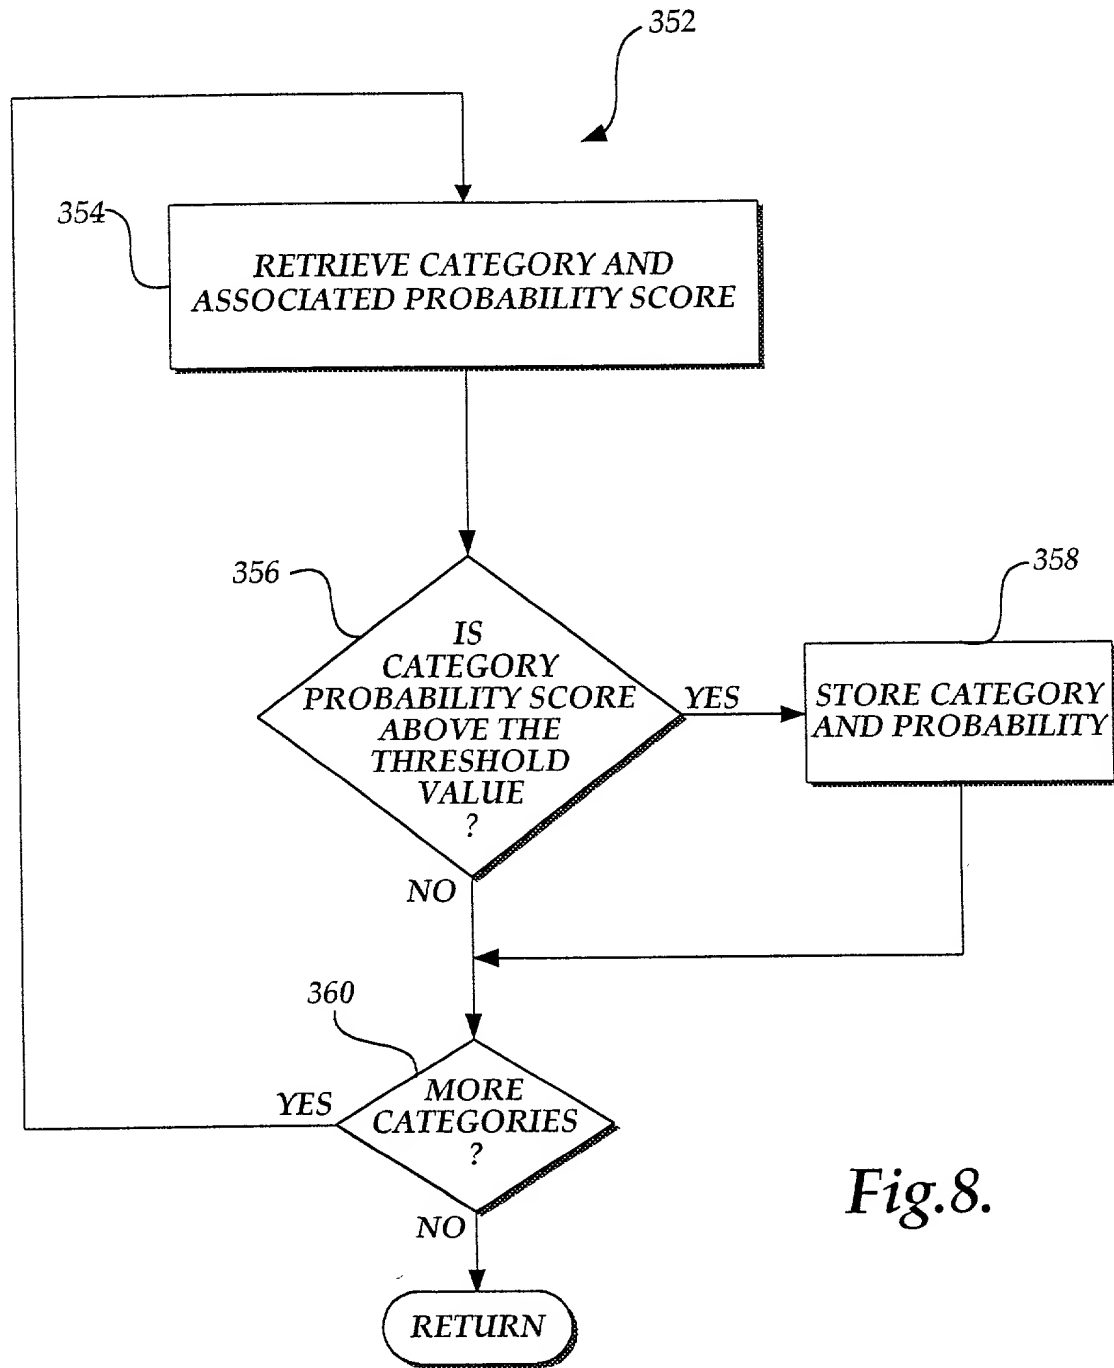 352
354
RETRIEVE CATEGORY AND
ASSOCIATED PROBABILITY SCORE
356
IS
CATEGORY
PROBABILITY SCORE
ABOVE THE
THRESHOLD
VALUE
?
YES
358
STORE CATEGORY
AND PROBABILITY
NO
360
MORE
CATEGORIES
?
YES
NO
RETURN
Fig.8.